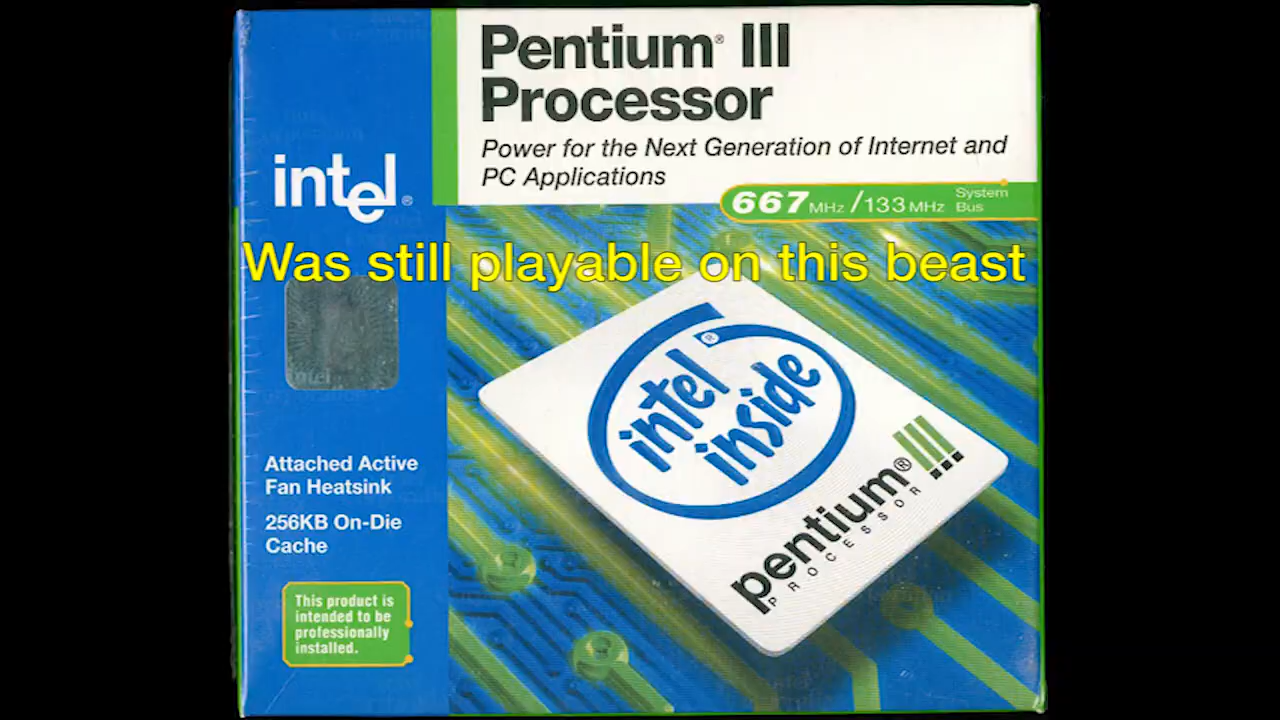 Pentium® III
Processor
Power for the Next Generation of Internet and
PC Applications
667 MHz /133 MHz System
Bus
intel®
Was still playable on this beast
intel
intel®
inside
pentium® III
PROCESSOR
Attached Active
Fan Heatsink
256KB On-Die
Cache
This product is
intended to be
professionally
installed.